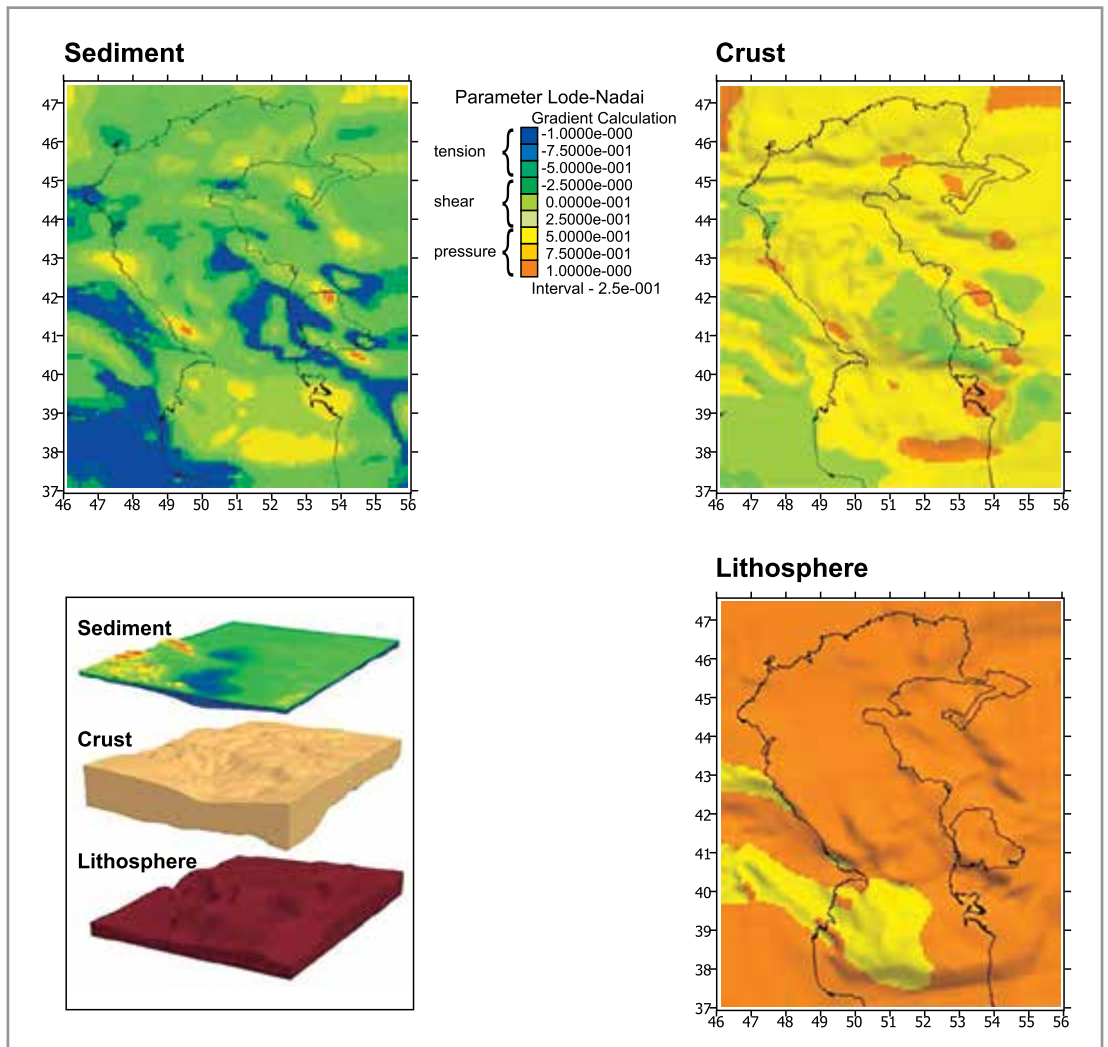 Sediment
47
46
45
44
43
42
41
40
39
38
37
46 47 48 49 50 51 52 53 54 55 56
Parameter Lode-Nadai
Gradient Calculation
tension
shear
pressure
-1.0000e-000
-7.5000e-001
-5.0000e-001
-2.5000e-000
0.0000e-001
2.5000e-001
5.0000e-001
7.5000e-001
1.0000e-000
Interval - 2.5e-001
Crust
47
46
45
44
43
42
41
40
39
38
37
46 47 48 49 50 51 52 53 54 55 56
Sediment
Crust
Lithosphere
Lithosphere
47
46
45
44
43
42
41
40
39
38
37
46 47 48 49 50 51 52 53 54 55 56